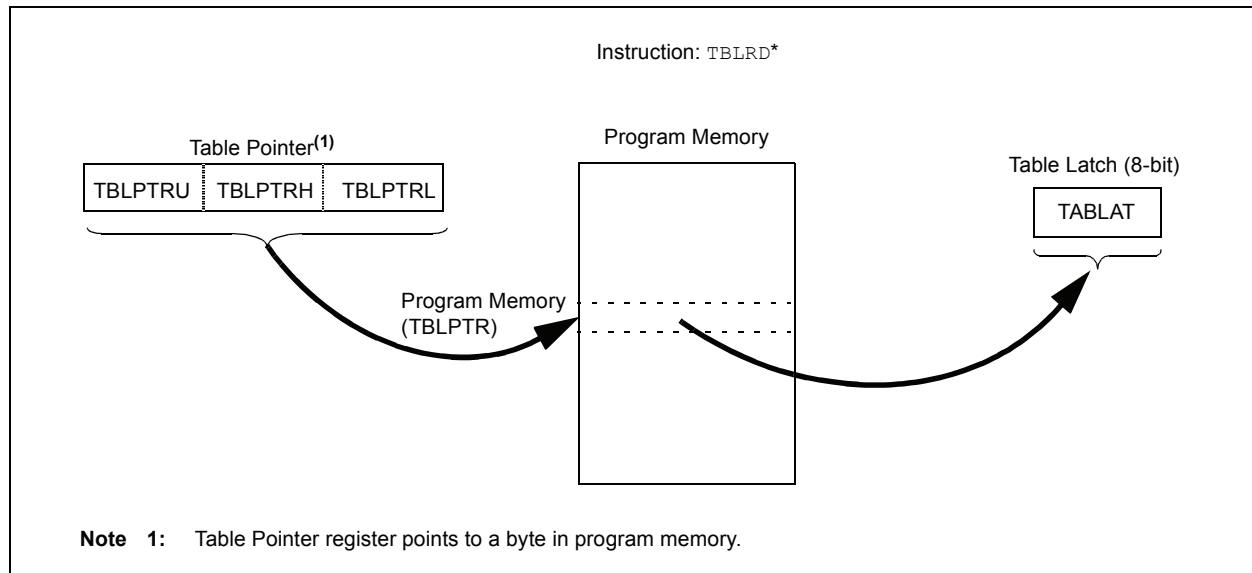 Instruction: TBLRD*
Table Pointer(1)
TBLPTRU TBLPTRH TBLPTRL
Program Memory
Table Latch (8-bit)
TABLAT
Program Memory
(TBLPTR)
Note 1: Table Pointer register points to a byte in program memory.